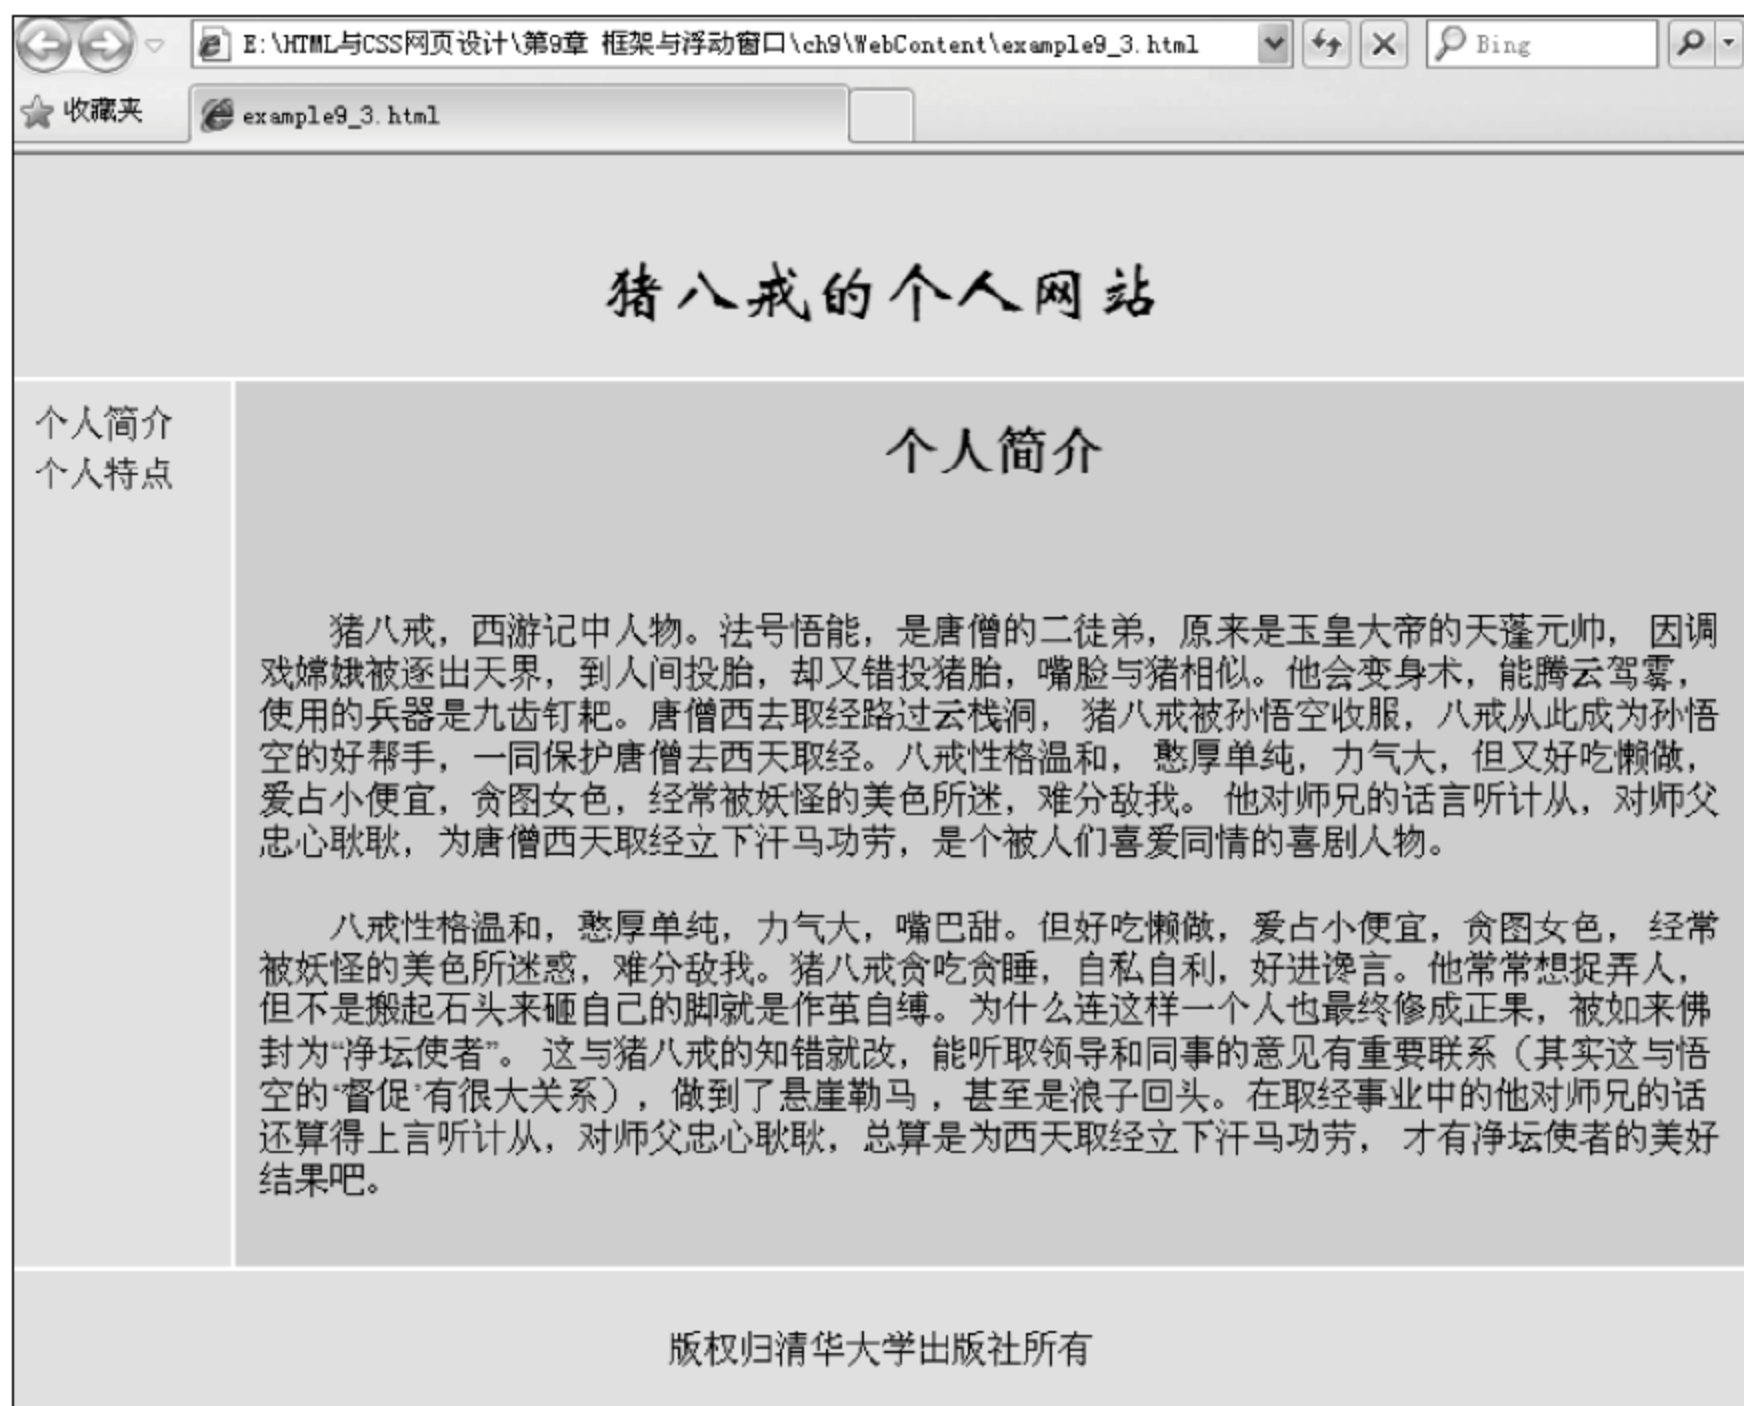 E:\HTML与CSS网页设计\第9章 框架与浮动窗口\ch9\WebContent\example9_3.html
Bing
收藏夹
example9_3.html
猪八戒的个人网站
个人简介
个人特点
个人简介
猪八戒，西游记中人物。法号悟能，是唐僧的二徒弟，原来是玉皇大帝的天蓬元帅， 因调
戏嫦娥被逐出天界，到人间投胎，却又错投猪胎，嘴脸与猪相似。他会变身术，能腾云驾雾，
使用的兵器是九齿钉耙。唐僧西去取经路过云栈洞， 猪八戒被孙悟空收服，八戒从此成为孙悟
空的好帮手，一同保护唐僧去西天取经。八戒性格温和， 憨厚单纯，力气大，但又好吃懒做，
爱占小便宜，贪图女色，经常被妖怪的美色所迷，难分敌我。 他对师兄的话言听计从，对师父
忠心耿耿，为唐僧西天取经立下汗马功劳，是个被人们喜爱同情的喜剧人物。
八戒性格温和，憨厚单纯，力气大，嘴巴甜。但好吃懒做，爱占小便宜，贪图女色， 经常
被妖怪的美色所迷惑，难分敌我。猪八戒贪吃贪睡，自私自利，好进谗言。他常常想捉弄人，
但不是搬起石头来砸自己的脚就是作茧自缚。为什么连这样一个人也最终修成正果，被如来佛
封为“净坛使者”。 这与猪八戒的知错就改，能听取领导和同事的意见有重要联系（其实这与悟
空的‘督促’有很大关系）, 做到了悬崖勒马 , 甚至是浪子回头。在取经事业中的他对师兄的话
还算得上言听计从，对师父忠心耿耿，总算是为西天取经立下汗马功劳， 才有净坛使者的美好
结果吧。
版权归清华大学出版社所有